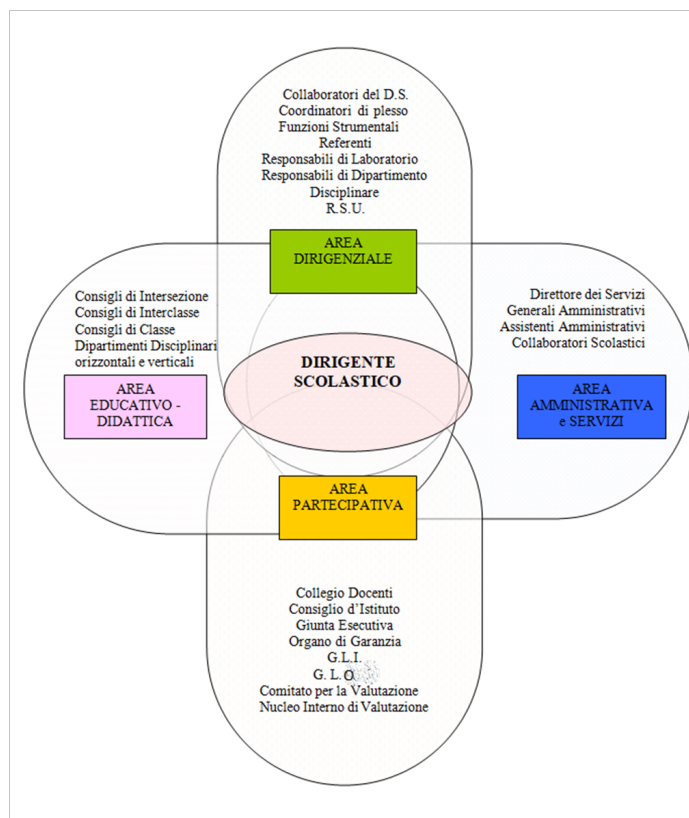 Collaboratori del D.S.
Coordinatori di plesso
Funzioni Strumentali
Referenti
Responsabili di Laboratorio
Responsabili di Dipartimento
Disciplinare
R.S.U.
AREA
DIRIGENZIALE
Consigli di Intersezione
Consigli di Interclasse
Consigli di Classe
Dipartimenti Disciplinari
orizzontali e verticali
AREA
EDUCATIVO -
DIDATTICA
DIRIGENTE
SCOLASTICO
Direttore dei Servizi
Generali Amministrativi
Assistenti Amministrativi
Collaboratori Scolastici
AREA
AMMINISTRATIVA
e SERVIZI
AREA
PARTECIPATIVA
Collegio Docenti
Consiglio d’Istituto
Giunta Esecutiva
Organo di Garanzia
G.L.I.
G. L.O
Comitato per la Valutazione
Nucleo Interno di Valutazione